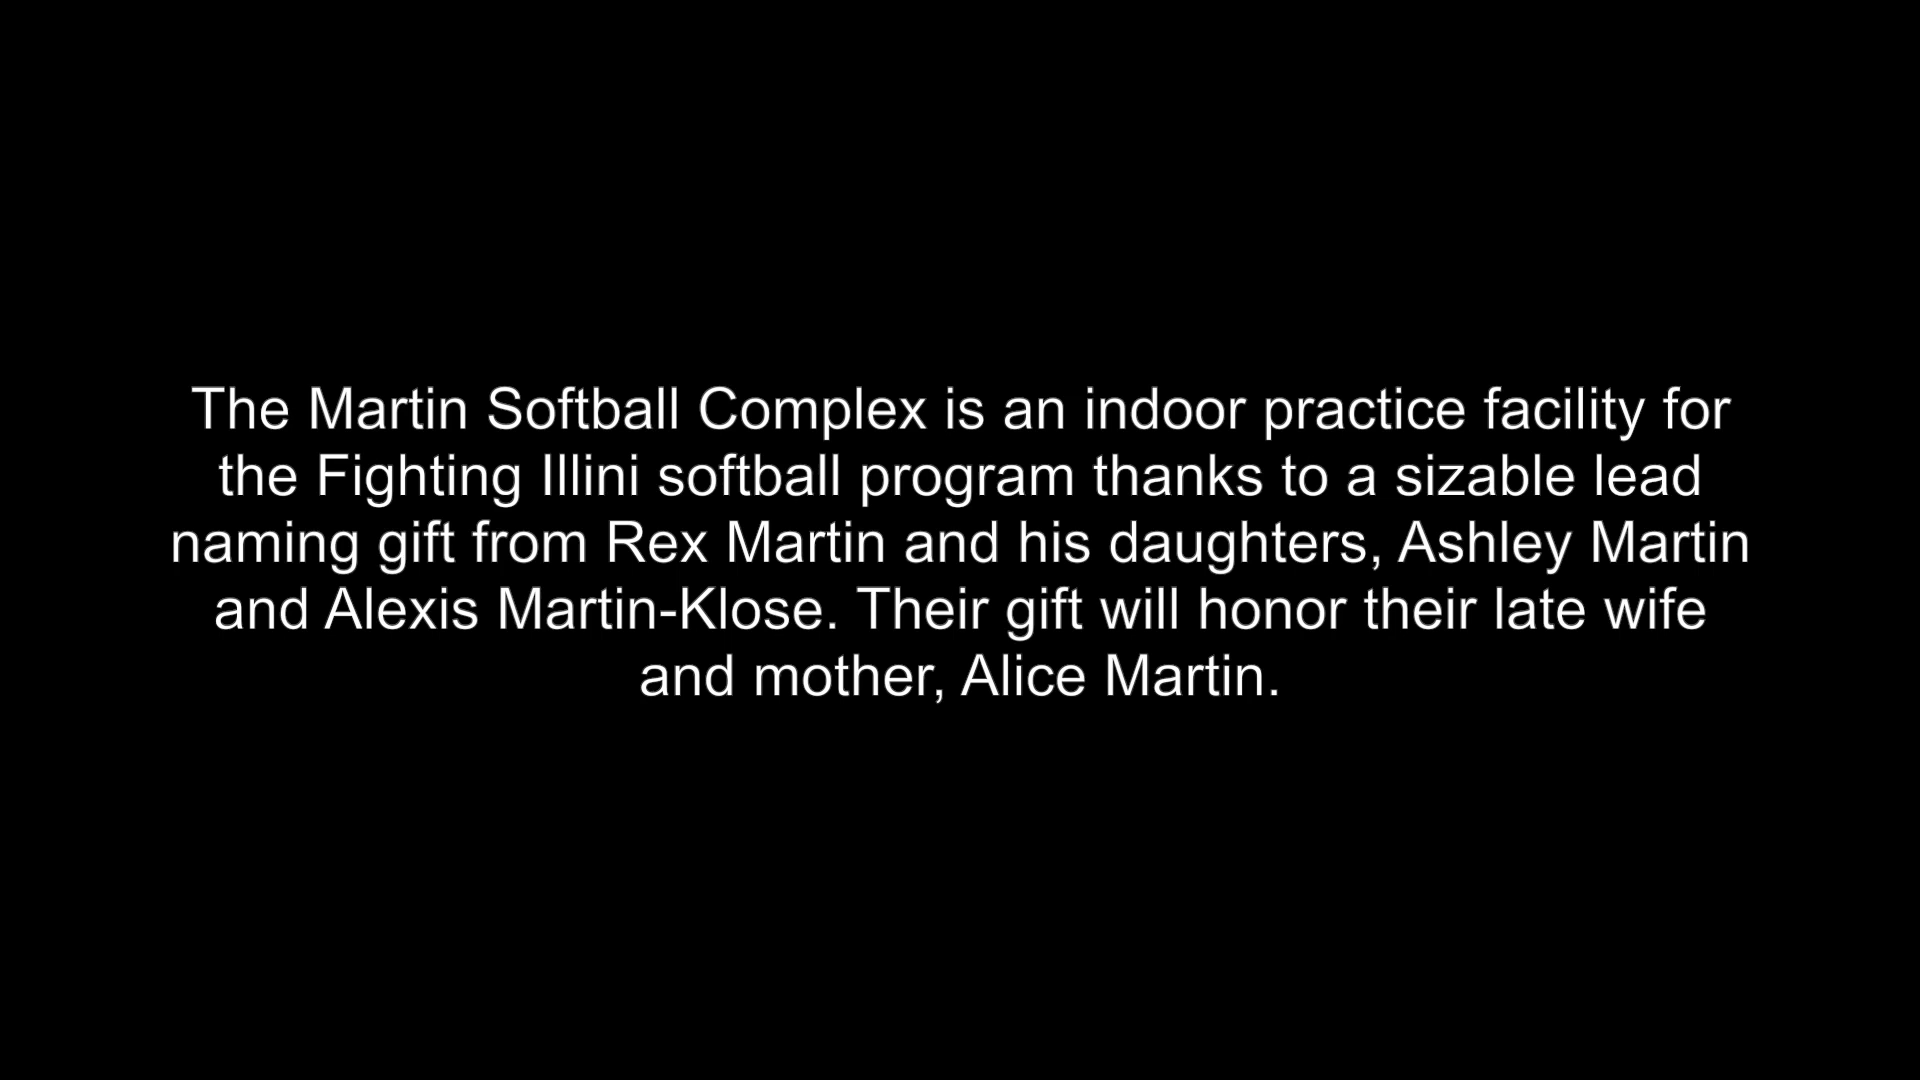 The Martin Softball Complex is an indoor practice facility for
the Fighting Illini softball program thanks to a sizable lead
naming gift from Rex Martin and his daughters, Ashley Martin
and Alexis Martin-Klose. Their gift will honor their late wife
and mother, Alice Martin.